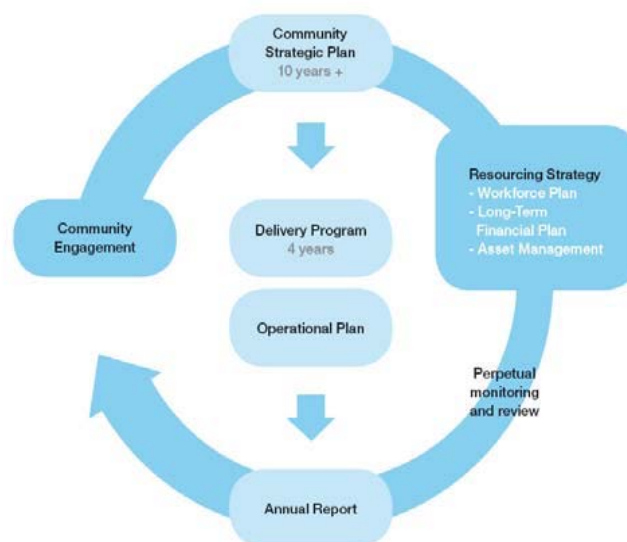 Community
Strategic Plan
10 years +
Resourcing Strategy
- Workforce Plan
- Long-Term
Financial Plan
- Asset Management
Community
Engagement
Delivery Program
4 years
Operational Plan
Perpetual
monitoring
and review
Annual Report